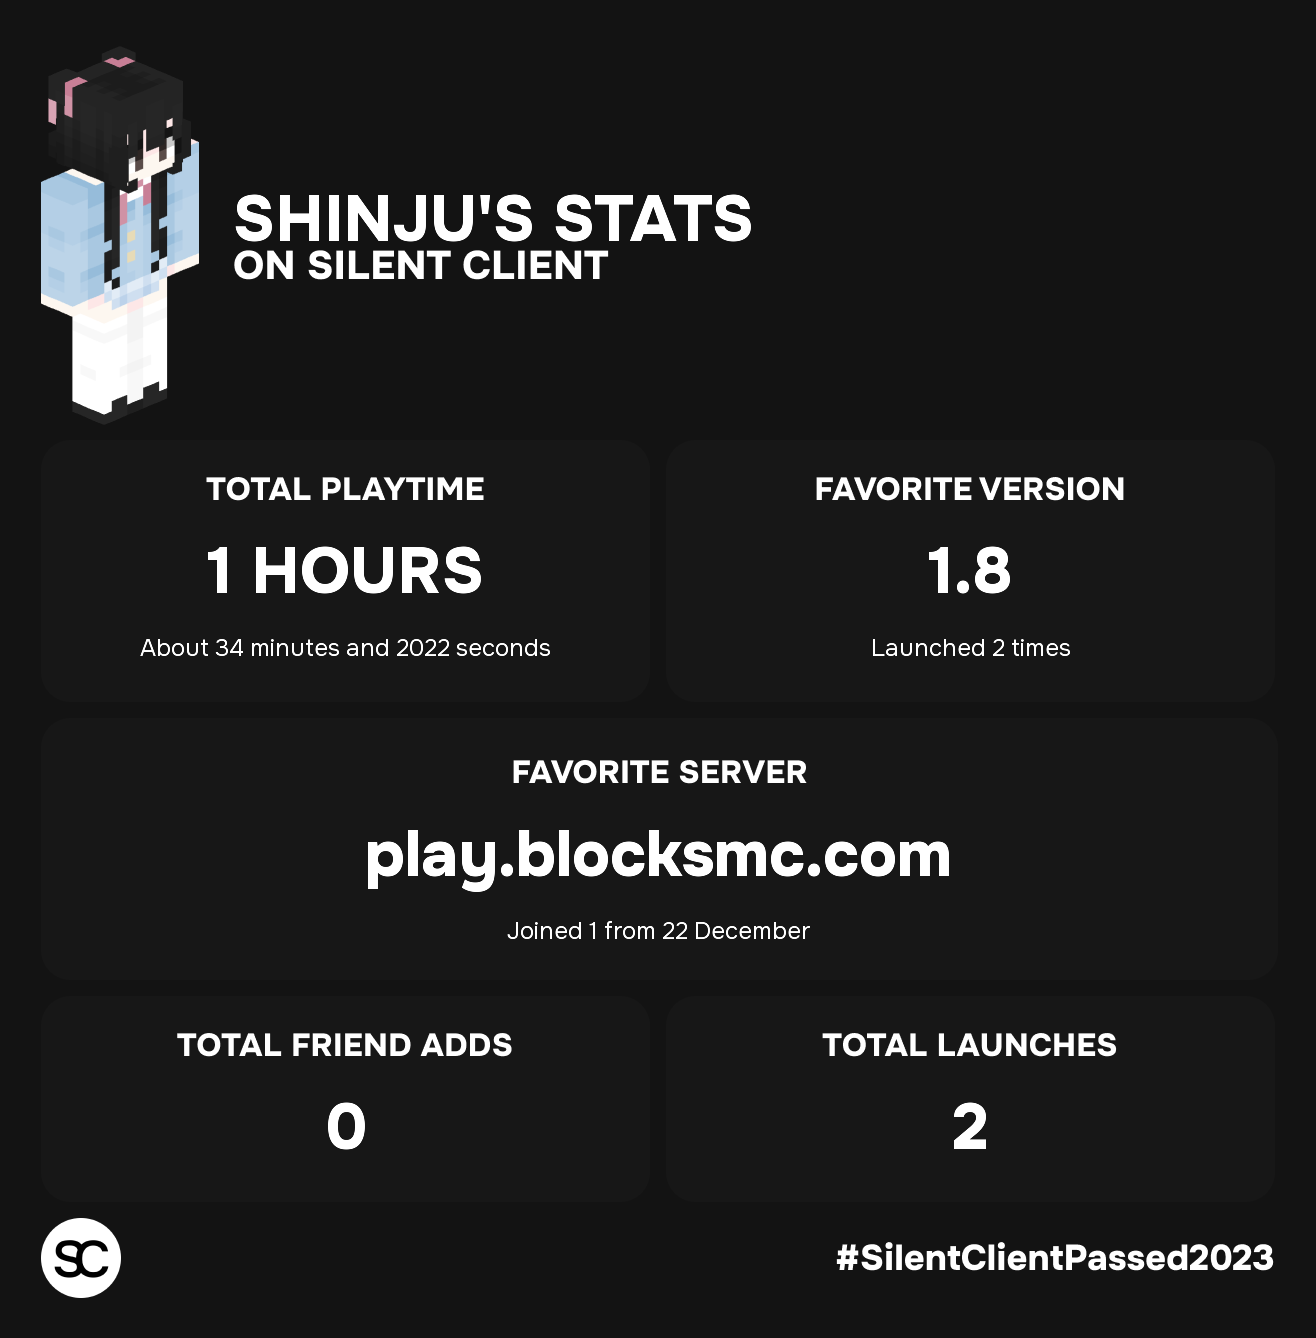 SHINJU'S STATS
ON SILENT CLIENT
TOTAL PLAYTIME
1 HOURS
About 34 minutes and 2022 seconds
FAVORITE VERSION
1.8
Launched 2 times
FAVORITE SERVER
play.blocksmc.com
Joined 1 from 22 December
TOTAL FRIEND ADDS
0
TOTAL LAUNCHES
2
SC
#SilentClientPassed2023